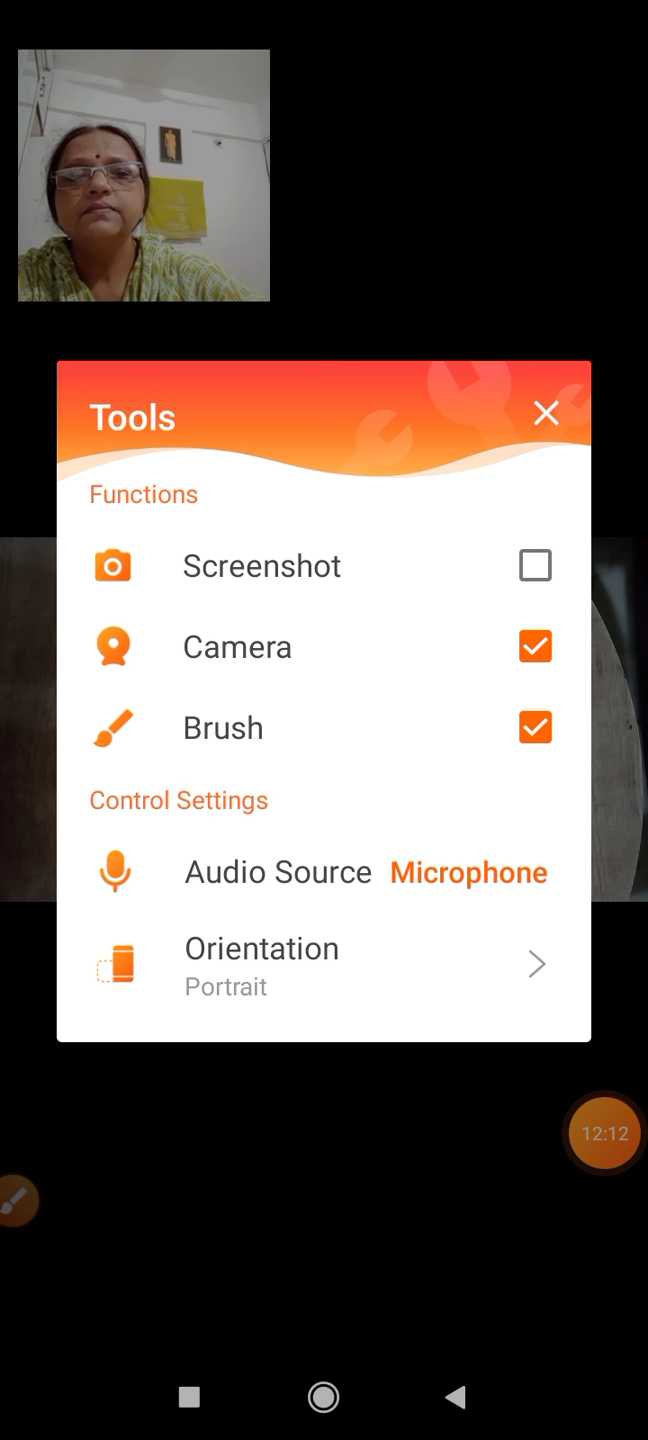 Tools
Functions
Screenshot
Camera
Brush
Control Settings
Audio Source Microphone
Orientation
Portrait
12:12